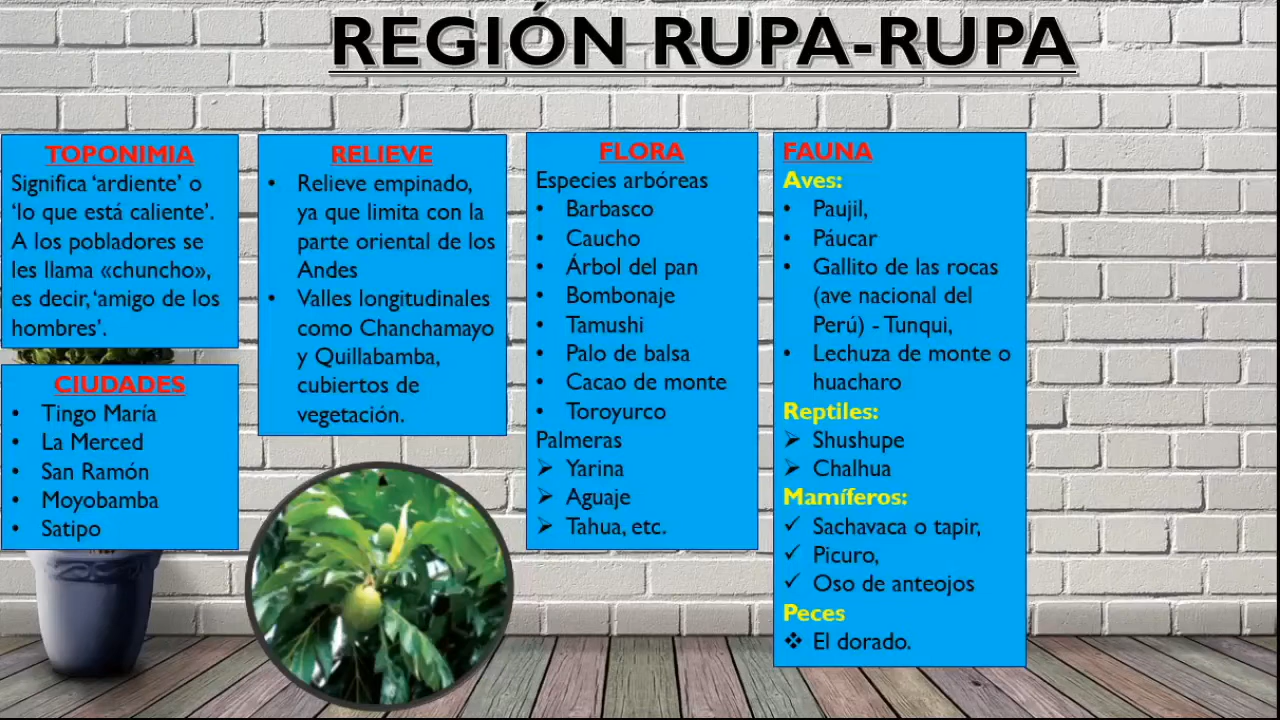 REGIÓN RUPA-RUPA
TOPONIMIA
Significa ‘ardiente’ o
‘lo que está caliente’.
A los pobladores se
les llama «chuncho»,
es decir, ‘amigo de los
hombres’.
CIUDADES
• Tingo María
• La Merced
• San Ramón
• Moyobamba
• Satipo
RELIEVE
• Relieve empinado,
ya que limita con la
parte oriental de los
Andes
• Valles longitudinales
como Chanchamayo
y Quillabamba,
cubiertos de
vegetación.
FLORA
Especies arbóreas
• Barbasco
• Caucho
• Árbol del pan
• Bombonaje
• Tamushi
• Palo de balsa
• Cacao de monte
• Toroyurco
Palmeras
➢ Yarina
➢ Aguaje
➢ Tahua, etc.
FAUNA
Aves:
• Paujil,
• Páucar
• Gallito de las rocas
(ave nacional del
Perú) - Tunqui,
• Lechuza de monte o
huacharo
Reptiles:
➢ Shushupe
➢ Chalhua
Mamíferos:
✓ Sachavaca o tapir,
✓ Picuro,
✓ Oso de anteojos
Peces
❖ El dorado.